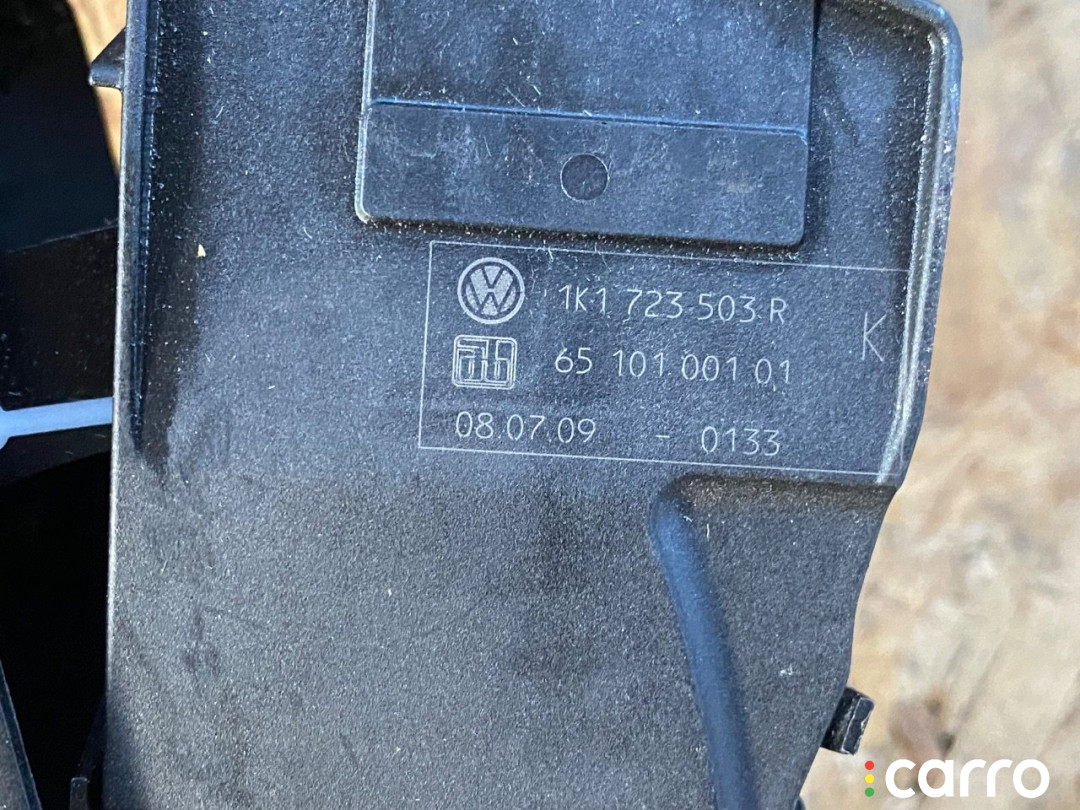 1K1 723 503 R
K
65 101 001 01
08.07.09 - 0133
carro